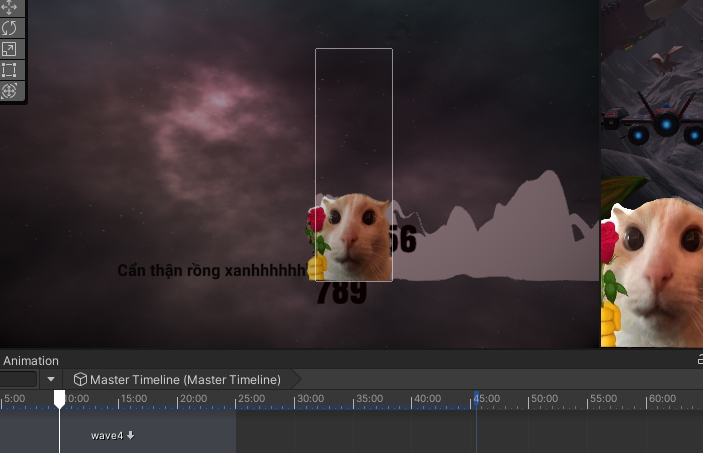 56
Cẩn thận rồng xanhhhhhh
789
Animation
Master Timeline (Master Timeline)
5:00 10:00 15:00 20:00 25:00 30:00 35:00 40:00 45:00 50:00 55:00 60:00
wave4